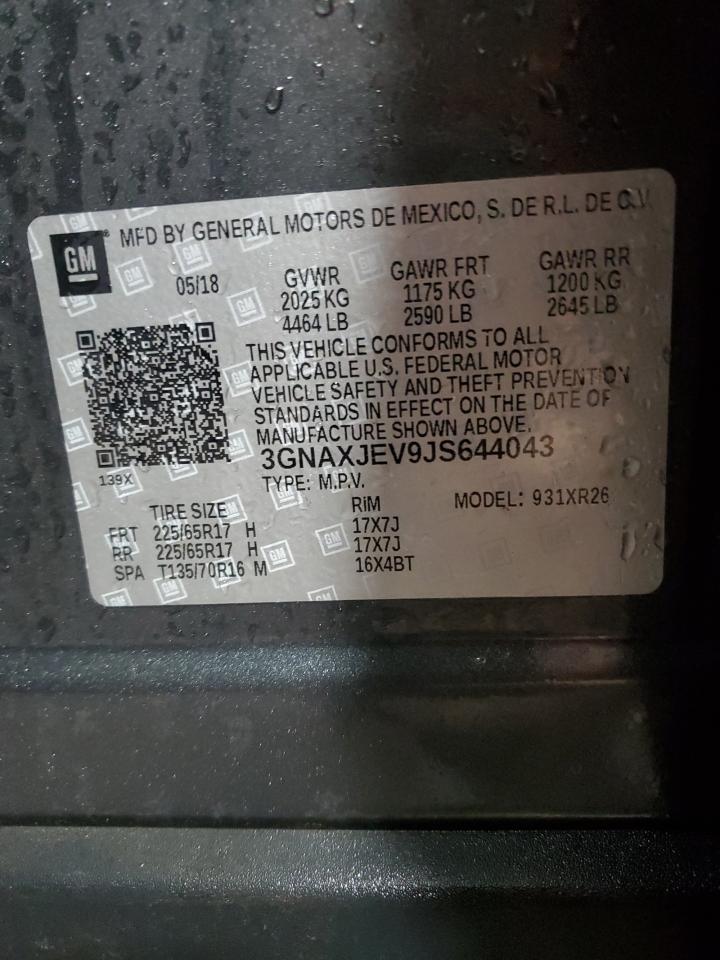 GM
MFD BY GENERAL MOTORS DE MEXICO, S. DE R.L. DE C.V.
05/18
GVWR GAWR FRT GAWR RR
2025 KG 1175 KG 1200 KG
4464 LB 2590 LB 2645 LB
THIS VEHICLE CONFORMS TO ALL
APPLICABLE U.S. FEDERAL MOTOR
VEHICLE SAFETY AND THEFT PREVENTION
STANDARDS IN EFFECT ON THE DATE OF
MANUFACTURE SHOWN ABOVE.
139X
3GNAXJEV9JS644043
TYPE: M.P.V.
MODEL: 931XR26
TIRE SIZE RiM
FRT 225/65R17 H 17X7J
RR 225/65R17 H 17X7J
SPA T135/70R16 M 16X4BT